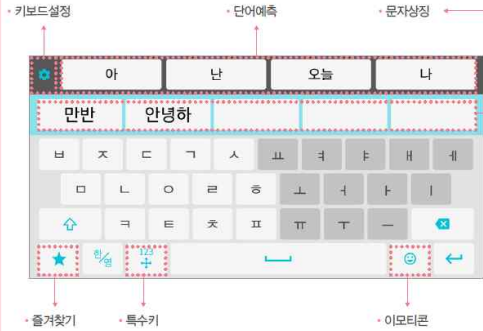 • 키보드설정 • 단어예측 • 문자상징
아 난 오늘 나
만반 안녕하
ㅂ ㅈ ㄷ ㄱ ㅅ ㅛ ㅕ ㅑ ㅐ ㅔ
ㅁ ㄴ ㅇ ㄹ ㅎ ㅗ ㅓ ㅏ ㅣ
ㅋ ㅌ ㅊ ㅍ ㅠ ㅜ ㅡ
한/영 123
• 즐겨찾기 • 특수키 • 이모티콘